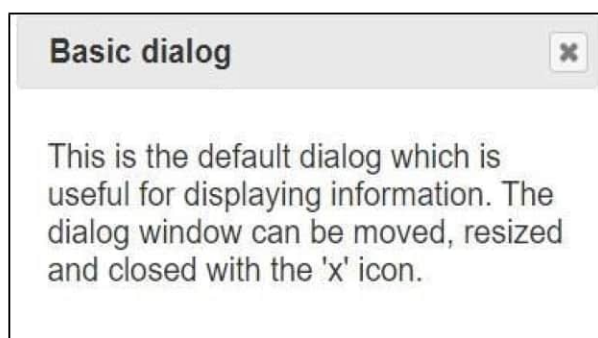 Basic dialog
This is the default dialog which is
useful for displaying information. The
dialog window can be moved, resized
and closed with the 'x' icon.